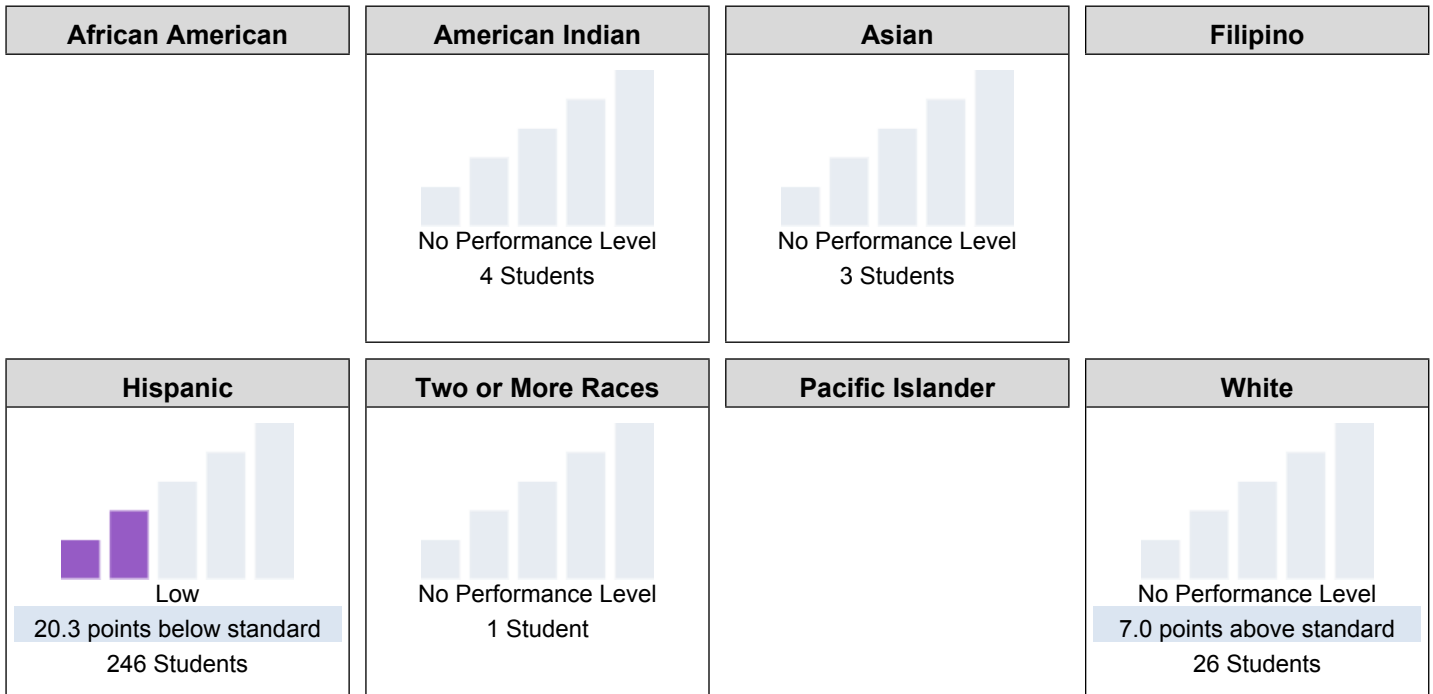 African American
American Indian
Asian
Filipino
No Performance Level
4 Students
No Performance Level
3 Students
Hispanic
Two or More Races
Pacific Islander
White
Low
20.3 points below standard
246 Students
No Performance Level
1 Student
No Performance Level
7.0 points above standard
26 Students